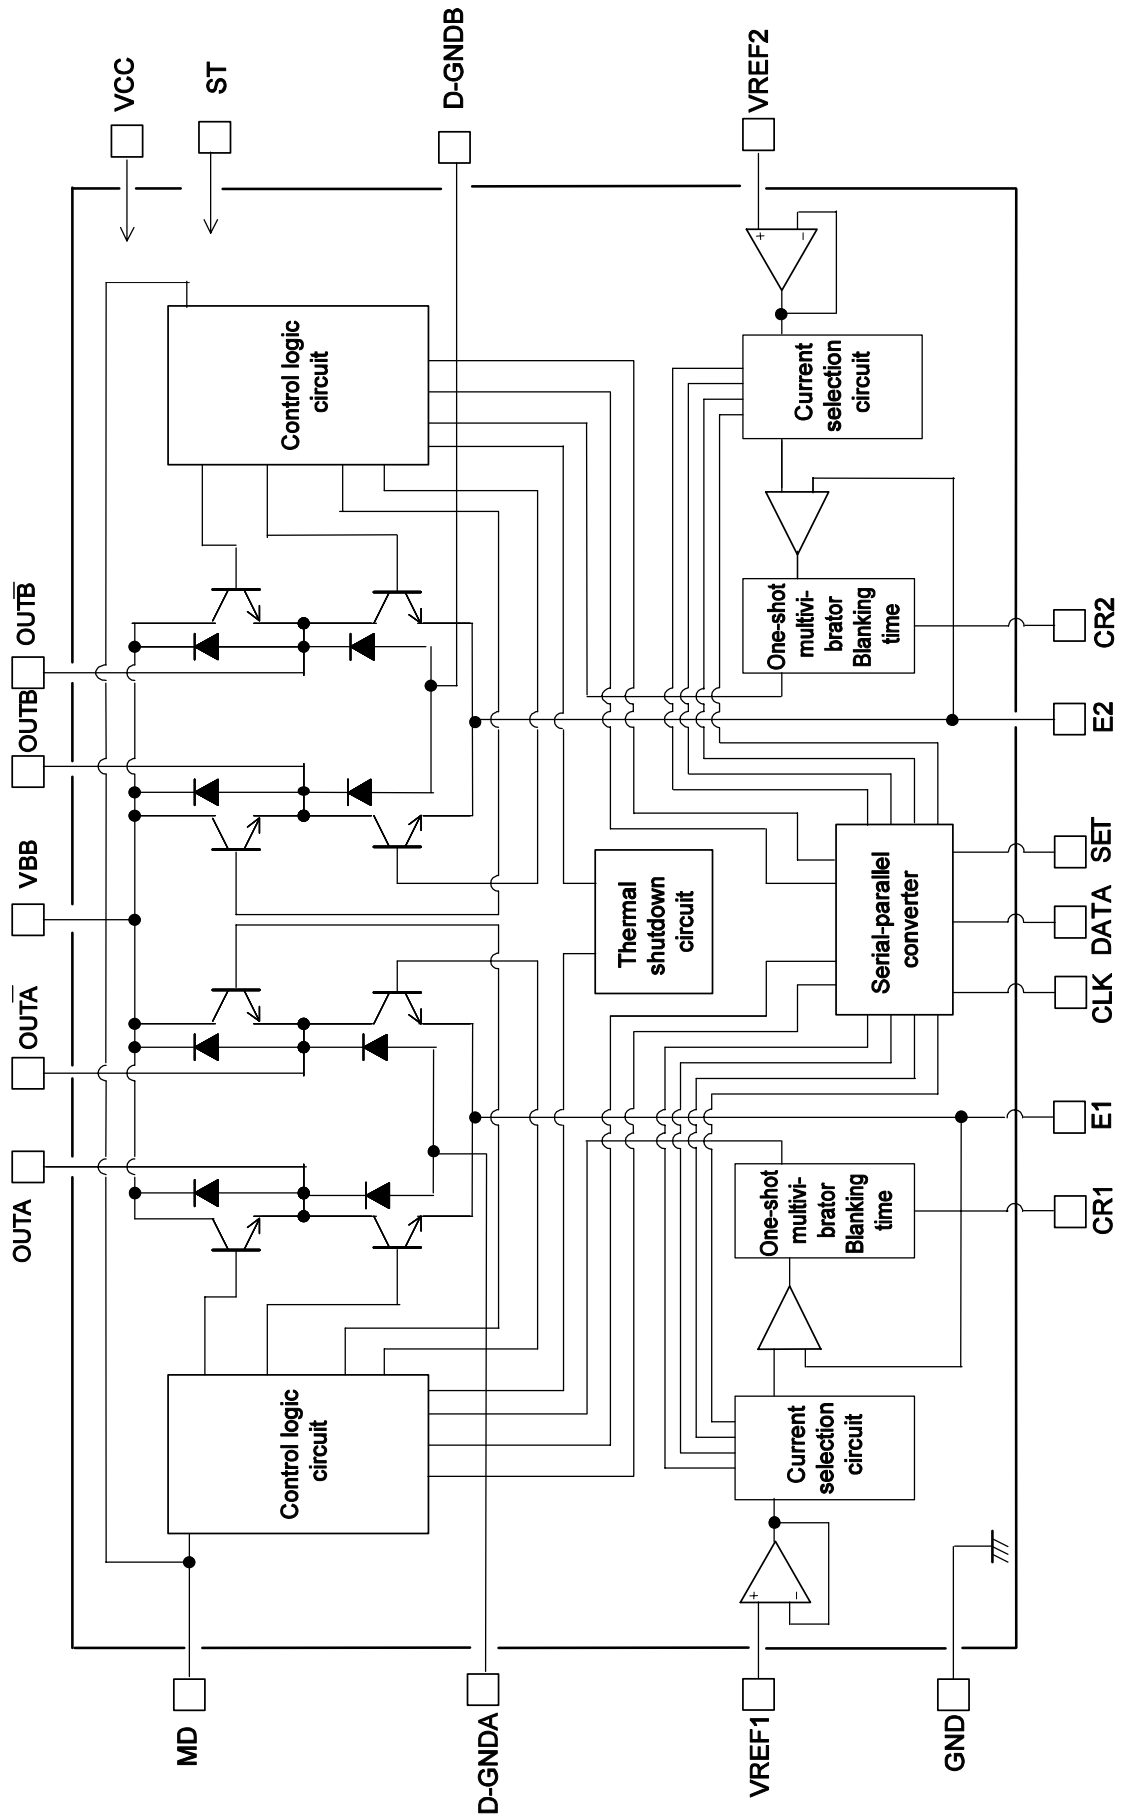 OUTA
OUTA̅
VBB
OUTB
OUTB̅
MD
VCC
ST
Control logic
circuit
Control logic
circuit
D-GNDA
D-GNDB
Thermal
shutdown
circuit
VREF1
VREF2
+
−
+
−
Current
selection
circuit
One-shot
multivi-
brator
Blanking
time
One-shot
multivi-
brator
Blanking
time
Current
selection
circuit
Serial-parallel
converter
GND
CR1
E1
CLK
DATA
SET
E2
CR2